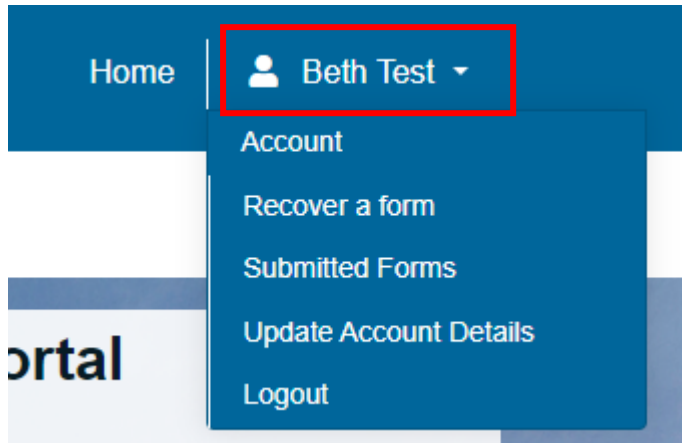 Home
Beth Test
Account
Recover a form
Submitted Forms
Update Account Details
ortal
Logout